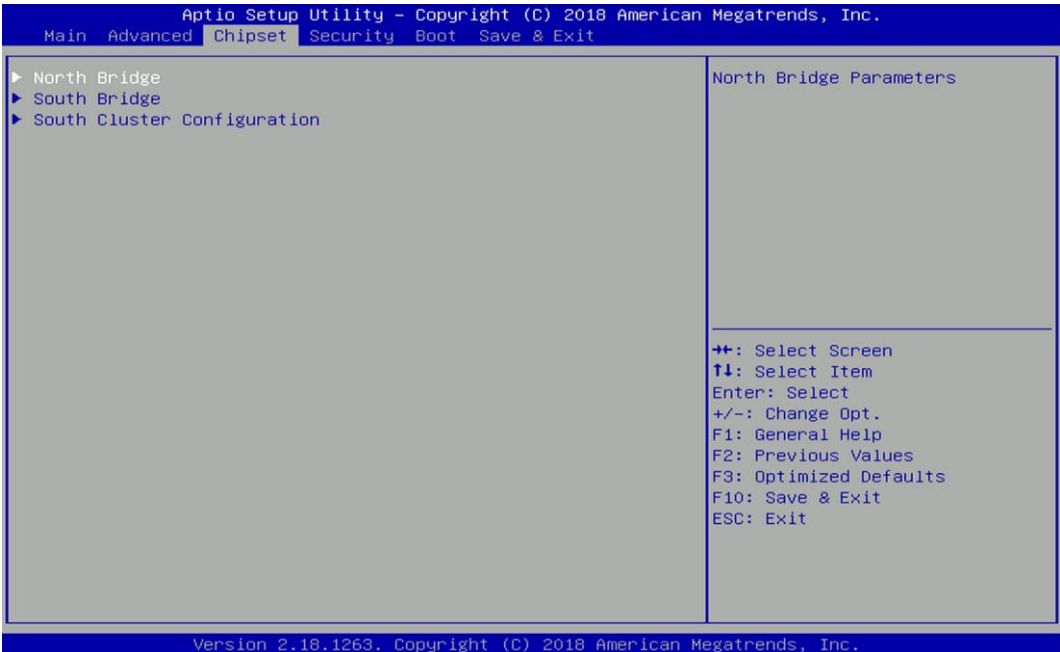 Aptio Setup Utility – Copyright (C) 2018 American Megatrends, Inc.
Main Advanced Chipset Security Boot Save & Exit
▶ North Bridge
▶ South Bridge
▶ South Cluster Configuration
North Bridge Parameters
→←: Select Screen
↑↓: Select Item
Enter: Select
+/-: Change Opt.
F1: General Help
F2: Previous Values
F3: Optimized Defaults
F10: Save & Exit
ESC: Exit
Version 2.18.1263. Copyright (C) 2018 American Megatrends, Inc.